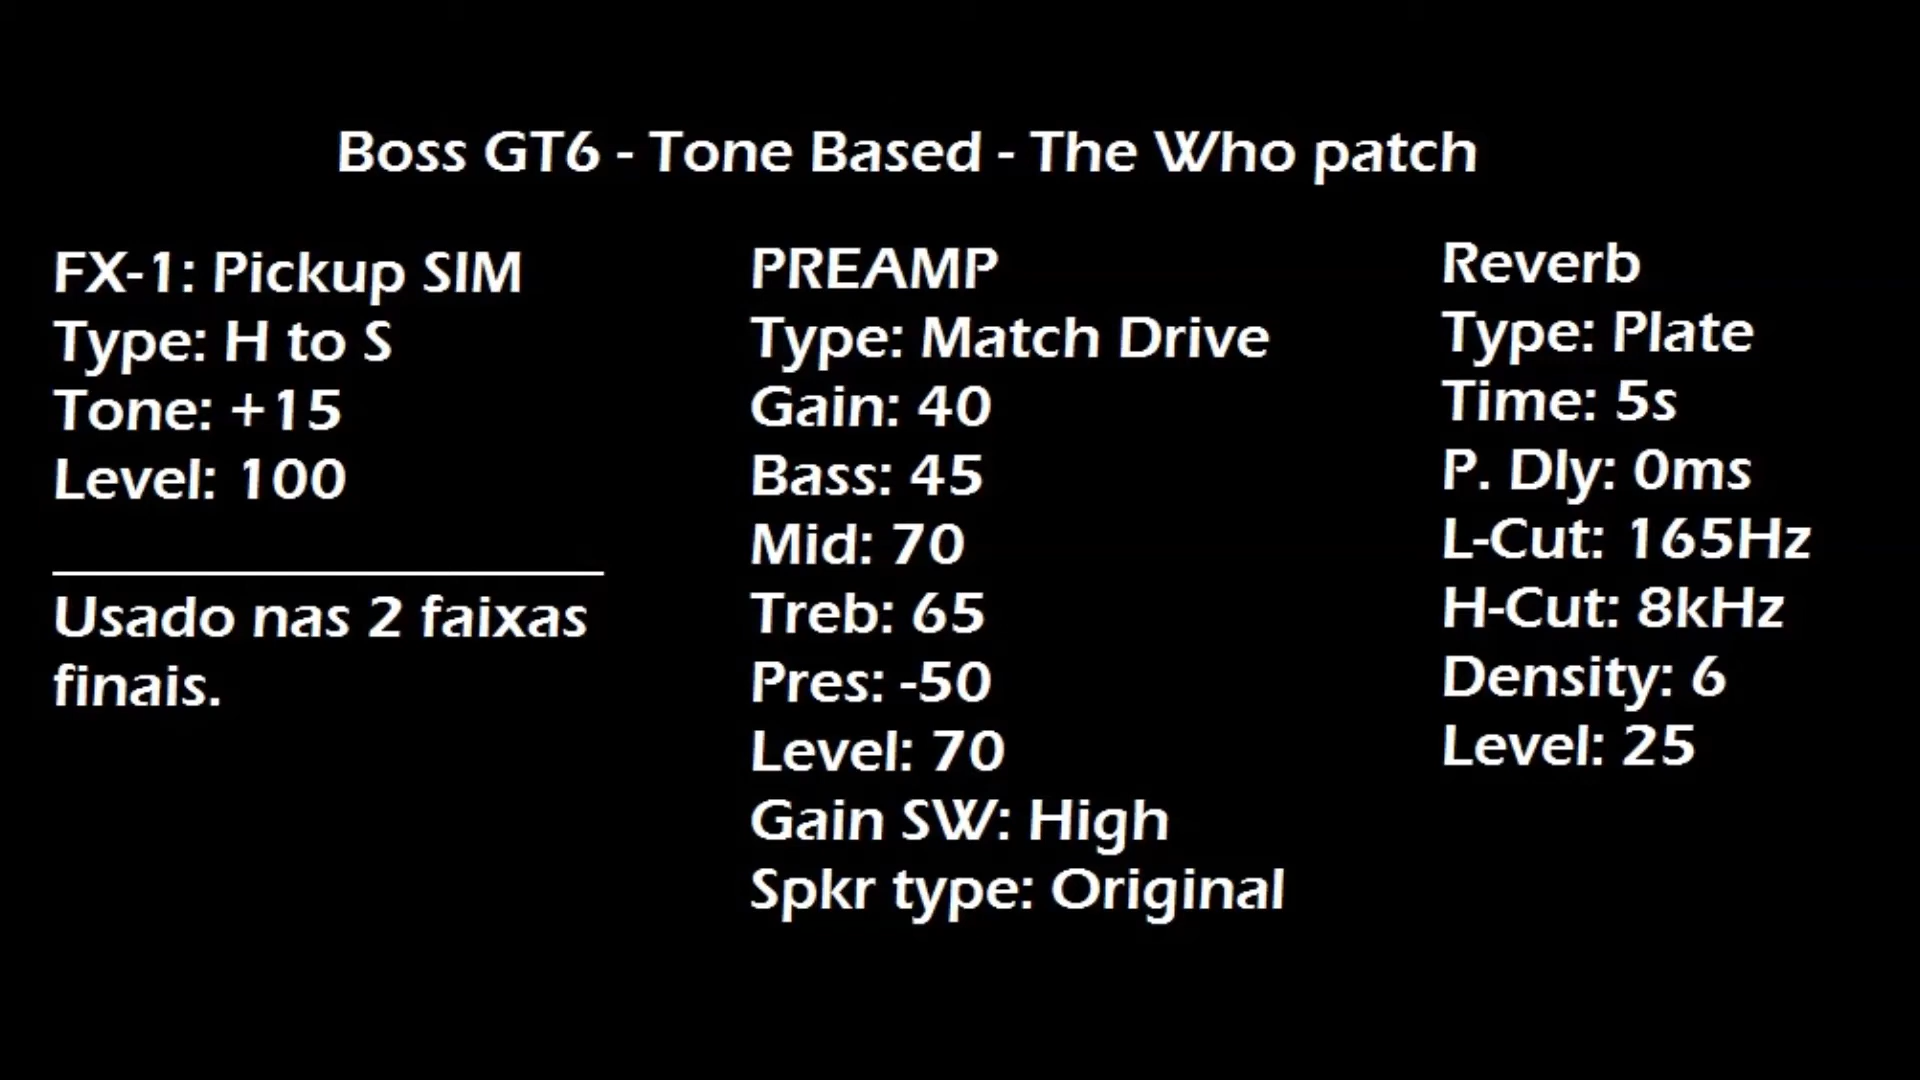 Boss GT6 - Tone Based - The Who patch
FX-1: Pickup SIM
Type: H to S
Tone: +15
Level: 100
Usado nas 2 faixas
finais.
PREAMP
Type: Match Drive
Gain: 40
Bass: 45
Mid: 70
Treb: 65
Pres: -50
Level: 70
Gain SW: High
Spkr type: Original
Reverb
Type: Plate
Time: 5s
P. Dly: 0ms
L-Cut: 165Hz
H-Cut: 8kHz
Density: 6
Level: 25